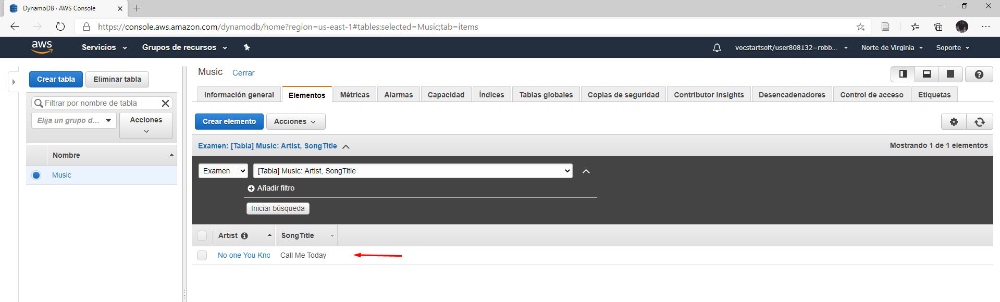 DynamoDB · AWS Console
https://console.aws.amazon.com/dynamodb/home?region=us-east-1#tables:selected=Music;tab=items
aws Servicios Grupos de recursos vocstartsoft/user808132=robb... Norte de Virginia Soporte
Crear tabla Eliminar tabla
Filtrar por nombre de tabla
Elija un grupo d... Acciones
Nombre
Music
Music Cerrar
Información general Elementos Métricas Alarmas Capacidad Índices Tablas globales Copias de seguridad Contributor Insights Desencadenadores Control de acceso Etiquetas
Crear elemento Acciones
Examen: [Tabla] Music: Artist, SongTitle Mostrando 1 de 1 elementos
Examen [Tabla] Music: Artist, SongTitle
Añadir filtro
Iniciar búsqueda
Artist SongTitle
No one You Kno Call Me Today